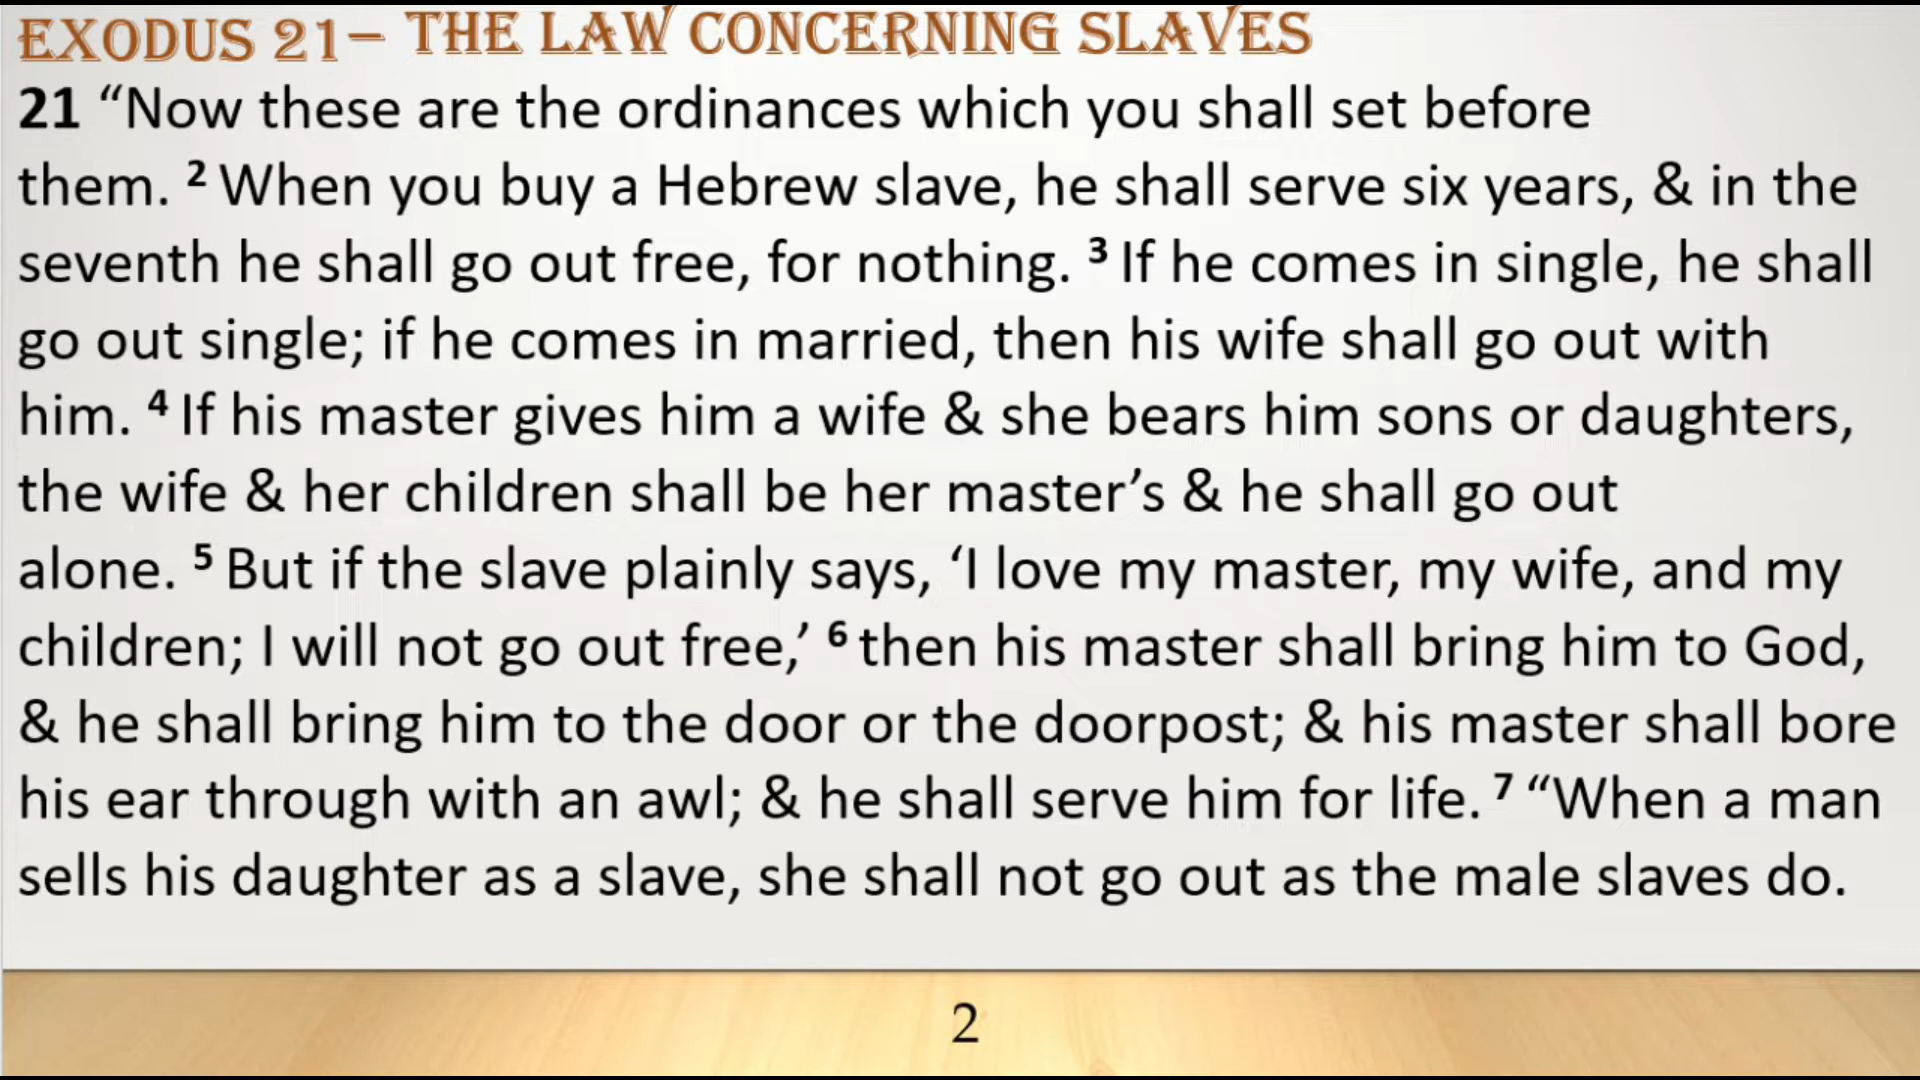 EXODUS 21– THE LAW CONCERNING SLAVES
21 “Now these are the ordinances which you shall set before
them. 2 When you buy a Hebrew slave, he shall serve six years, & in the
seventh he shall go out free, for nothing. 3 If he comes in single, he shall
go out single; if he comes in married, then his wife shall go out with
him. 4 If his master gives him a wife & she bears him sons or daughters,
the wife & her children shall be her master’s & he shall go out
alone. 5 But if the slave plainly says, ‘I love my master, my wife, and my
children; I will not go out free,’ 6 then his master shall bring him to God,
& he shall bring him to the door or the doorpost; & his master shall bore
his ear through with an awl; & he shall serve him for life. 7 “When a man
sells his daughter as a slave, she shall not go out as the male slaves do.
2